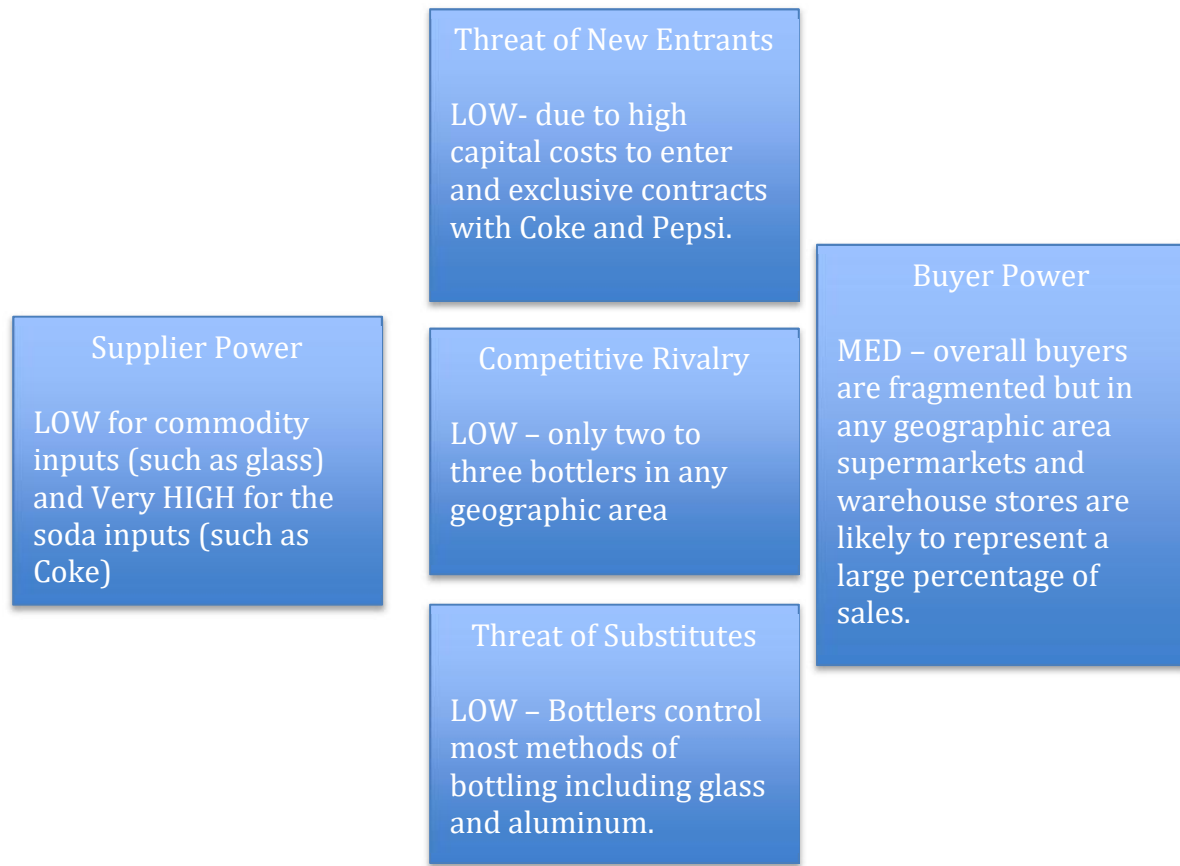 Threat of New Entrants
LOW- due to high
capital costs to enter
and exclusive contracts
with Coke and Pepsi.
Supplier Power
LOW for commodity
inputs (such as glass)
and Very HIGH for the
soda inputs (such as
Coke)
Competitive Rivalry
LOW – only two to
three bottlers in any
geographic area
Buyer Power
MED – overall buyers
are fragmented but in
any geographic area
supermarkets and
warehouse stores are
likely to represent a
large percentage of
sales.
Threat of Substitutes
LOW – Bottlers control
most methods of
bottling including glass
and aluminum.